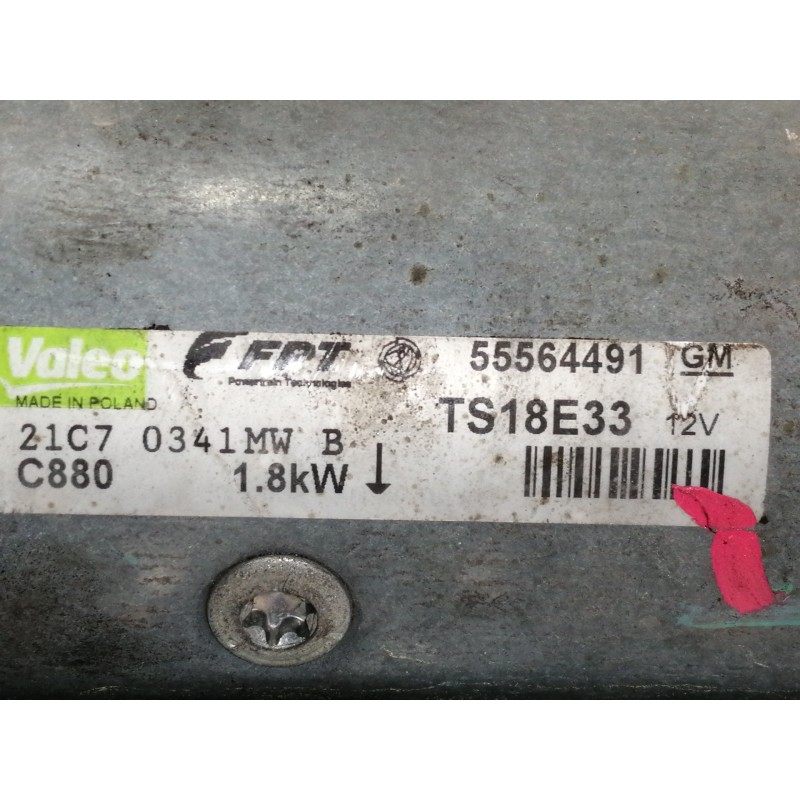 Valeo FPT 55564491 GM
Powertrain Technologies
MADE IN POLAND TS18E33 12V
21C7 0341MW B
C880 1.8kW